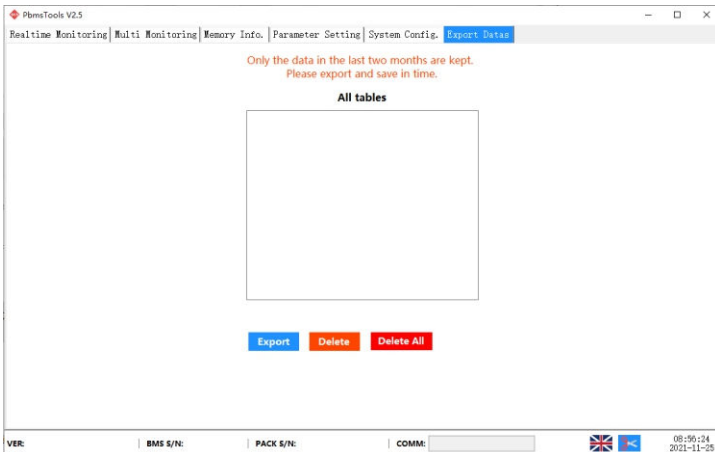 PbmsTools V2.5
Realtime Monitoring Multi Monitoring Memory Info. Parameter Setting System Config. Export Datas
Only the data in the last two months are kept.
Please export and save in time.
All tables
Export Delete Delete All
VER: BMS S/N: PACK S/N: COMM: 08:56:24
2021-11-25